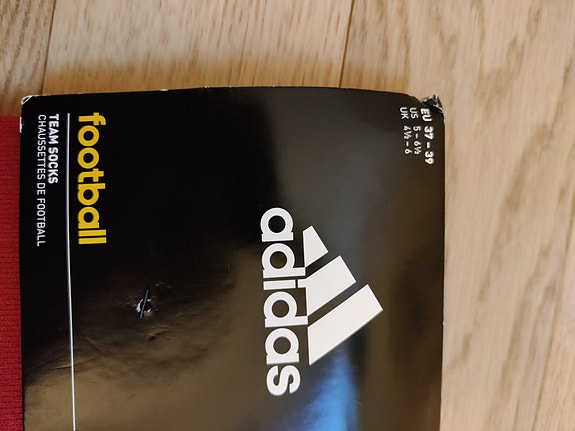 EU 37 – 39
US 5 – 6½
UK 4½ – 6
adidas
football
TEAM SOCKS
CHAUSSETTES DE FOOTBALL